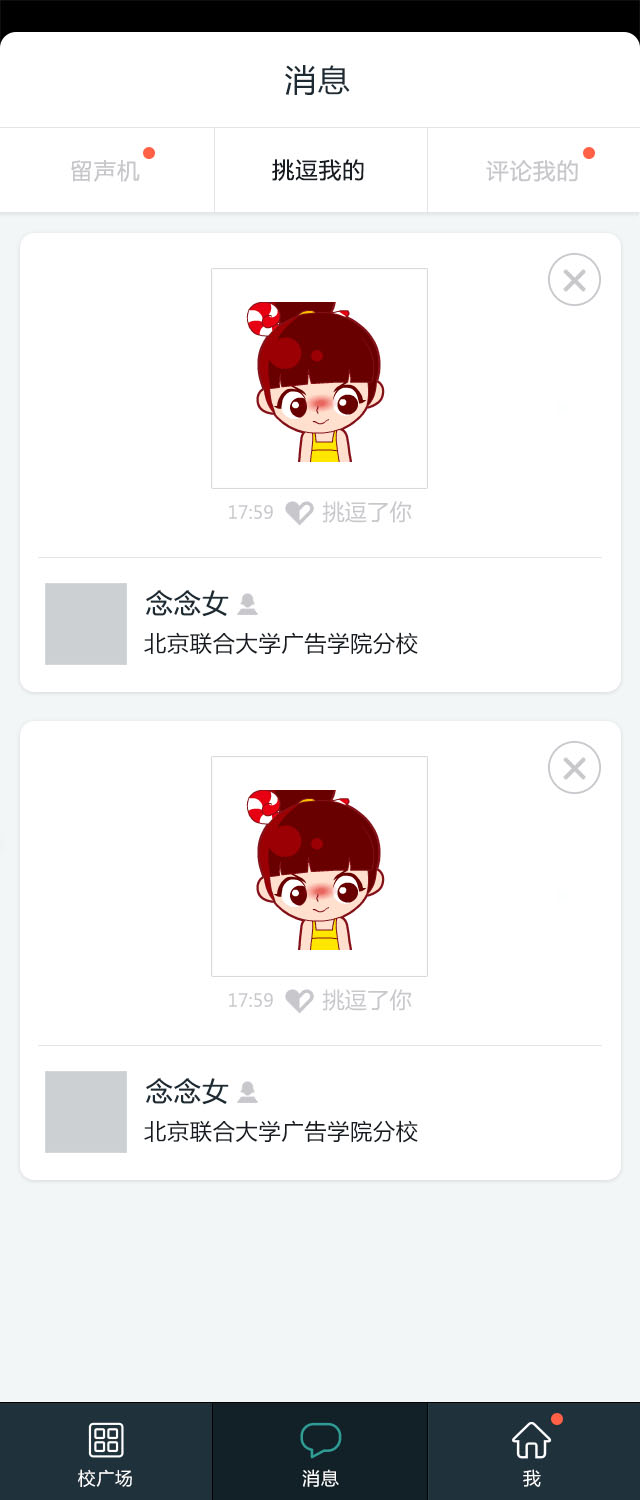 消息
留声机 挑逗我的 评论我的
17:59 挑逗了你
念念女
北京联合大学广告学院分校
17:59 挑逗了你
念念女
北京联合大学广告学院分校
校广场 消息 我